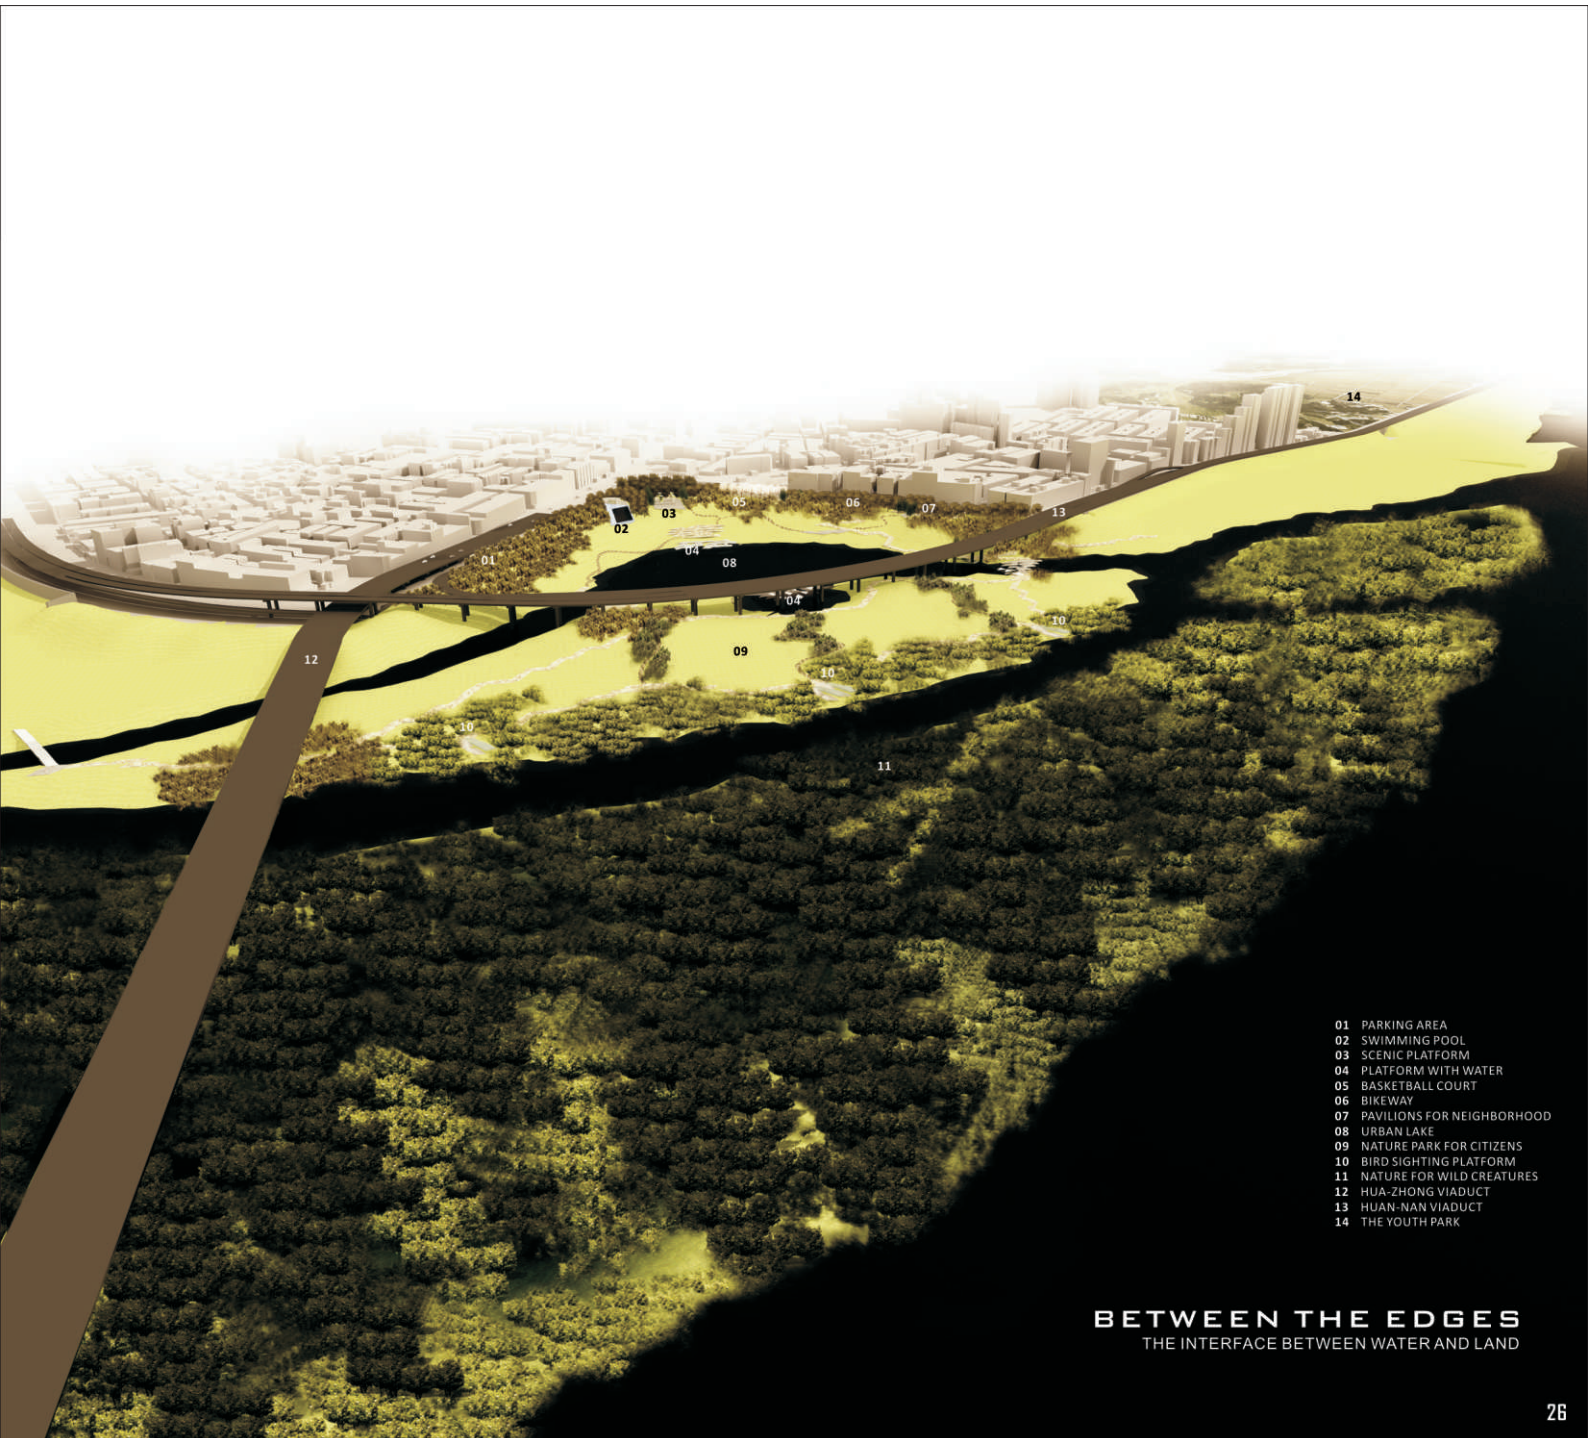 14
05
06
03
07
13
02
04
01
08
04
10
12
09
10
10
11
01 PARKING AREA
02 SWIMMING POOL
03 SCENIC PLATFORM
04 PLATFORM WITH WATER
05 BASKETBALL COURT
06 BIKEWAY
07 PAVILIONS FOR NEIGHBORHOOD
08 URBAN LAKE
09 NATURE PARK FOR CITIZENS
10 BIRD SIGHTING PLATFORM
11 NATURE FOR WILD CREATURES
12 HUA-ZHONG VIADUCT
13 HUAN-NAN VIADUCT
14 THE YOUTH PARK
BETWEEN THE EDGES
THE INTERFACE BETWEEN WATER AND LAND
26